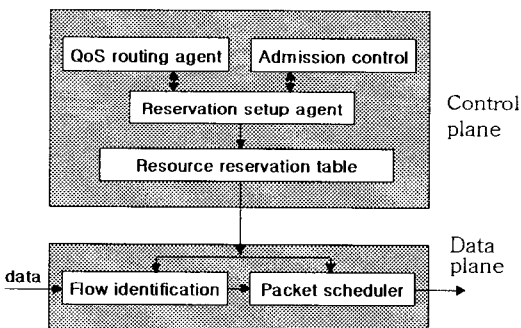 QoS routing agent
Admission control
Reservation setup agent
Control
plane
Resource reservation table
Data
plane
data
Flow identification
Packet scheduler